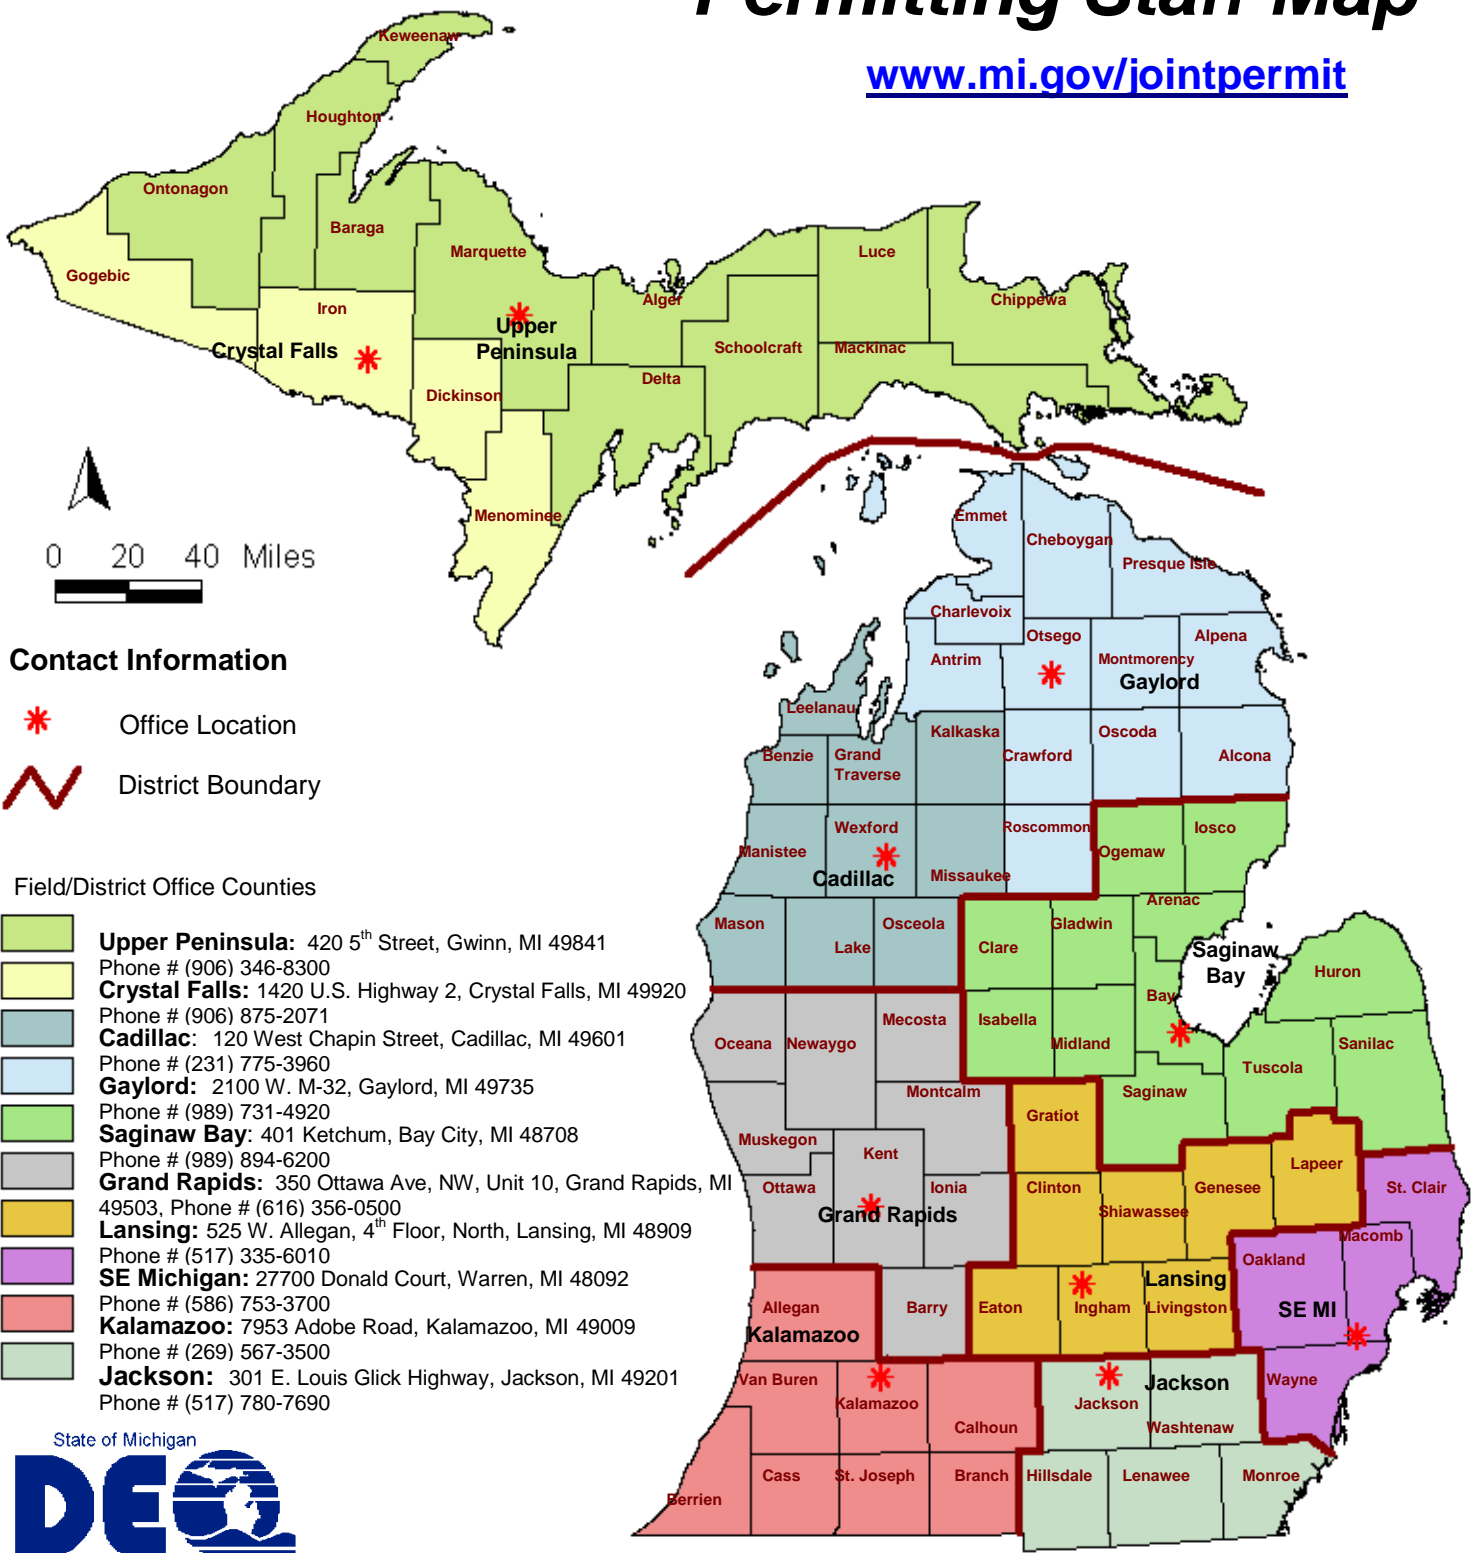 Permitting Staff Map
www.mi.gov/jointpermit
Keweenaw
Houghton
Ontonagon
Baraga
Marquette
Luce
Gogebic
Iron
Alger
Chippewa
Upper
Peninsula
Crystal Falls
Schoolcraft
Mackinac
Dickinson
Delta
Menominee
0 20 40 Miles
Emmet
Cheboygan
Presque Isle
Charlevoix
Otsego
Alpena
Antrim
Montmorency
Gaylord
Leelanau
Kalkaska
Oscoda
Benzie
Grand
Traverse
Crawford
Alcona
Wexford
Roscommon
Iosco
Manistee
Ogemaw
Cadillac
Missaukee
Arenac
Mason
Osceola
Gladwin
Lake
Clare
Saginaw
Bay
Huron
Bay
Mecosta
Isabella
Oceana
Newaygo
Midland
Sanilac
Tuscola
Montcalm
Saginaw
Gratiot
Muskegon
Kent
Lapeer
Ottawa
Ionia
Clinton
Genesee
St. Clair
Grand Rapids
Shiawassee
Macomb
Oakland
Lansing
Allegan
Barry
Eaton
Ingham
Livingston
SE MI
Kalamazoo
Van Buren
Jackson
Wayne
Kalamazoo
Jackson
Calhoun
Washtenaw
Cass
St. Joseph
Branch
Hillsdale
Lenawee
Monroe
Berrien
Contact Information
Office Location
District Boundary
Field/District Office Counties
Upper Peninsula: 420 5th Street, Gwinn, MI 49841
Phone # (906) 346-8300
Crystal Falls: 1420 U.S. Highway 2, Crystal Falls, MI 49920
Phone # (906) 875-2071
Cadillac: 120 West Chapin Street, Cadillac, MI 49601
Phone # (231) 775-3960
Gaylord: 2100 W. M-32, Gaylord, MI 49735
Phone # (989) 731-4920
Saginaw Bay: 401 Ketchum, Bay City, MI 48708
Phone # (989) 894-6200
Grand Rapids: 350 Ottawa Ave, NW, Unit 10, Grand Rapids, MI
49503, Phone # (616) 356-0500
Lansing: 525 W. Allegan, 4th Floor, North, Lansing, MI 48909
Phone # (517) 335-6010
SE Michigan: 27700 Donald Court, Warren, MI 48092
Phone # (586) 753-3700
Kalamazoo: 7953 Adobe Road, Kalamazoo, MI 49009
Phone # (269) 567-3500
Jackson: 301 E. Louis Glick Highway, Jackson, MI 49201
Phone # (517) 780-7690
State of Michigan
DEQ